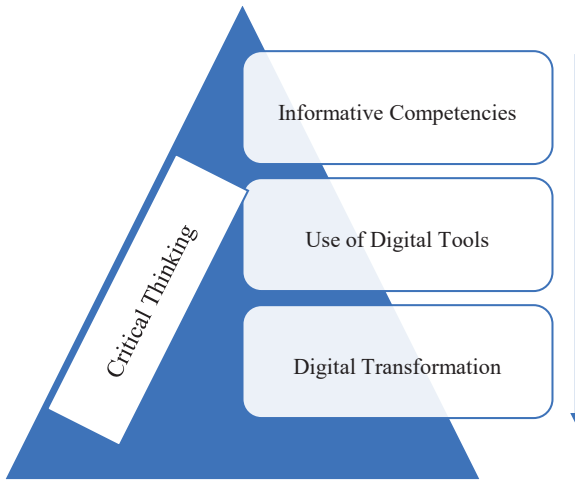 Informative Competencies
Use of Digital Tools
Digital Transformation
Critical Thinking